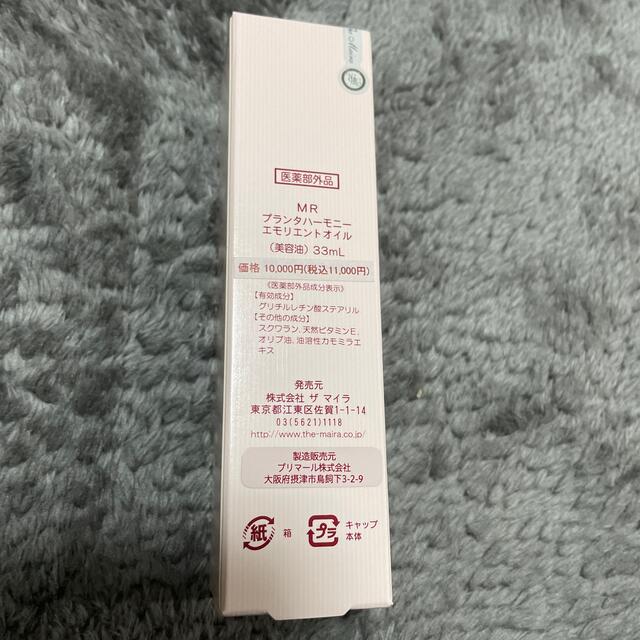 医薬部外品
MR
プランタハーモニー
エモリエントオイル
(美容油) 33mL
価格 10,000円(税込11,000円)
《医薬部外品成分表示》
【有効成分】
グリチルレチン酸ステアリル
【その他の成分】
スクワラン、天然ビタミンE、
オリブ油、油溶性カモミラエ
キス
発売元
株式会社 ザ マイラ
東京都江東区佐賀1-1-14
03(5621)1118
http://www.the-maira.co.jp/
製造販売元
プリマール株式会社
大阪府摂津市鳥飼下3-2-9
紙 箱
プラ キャップ
本体